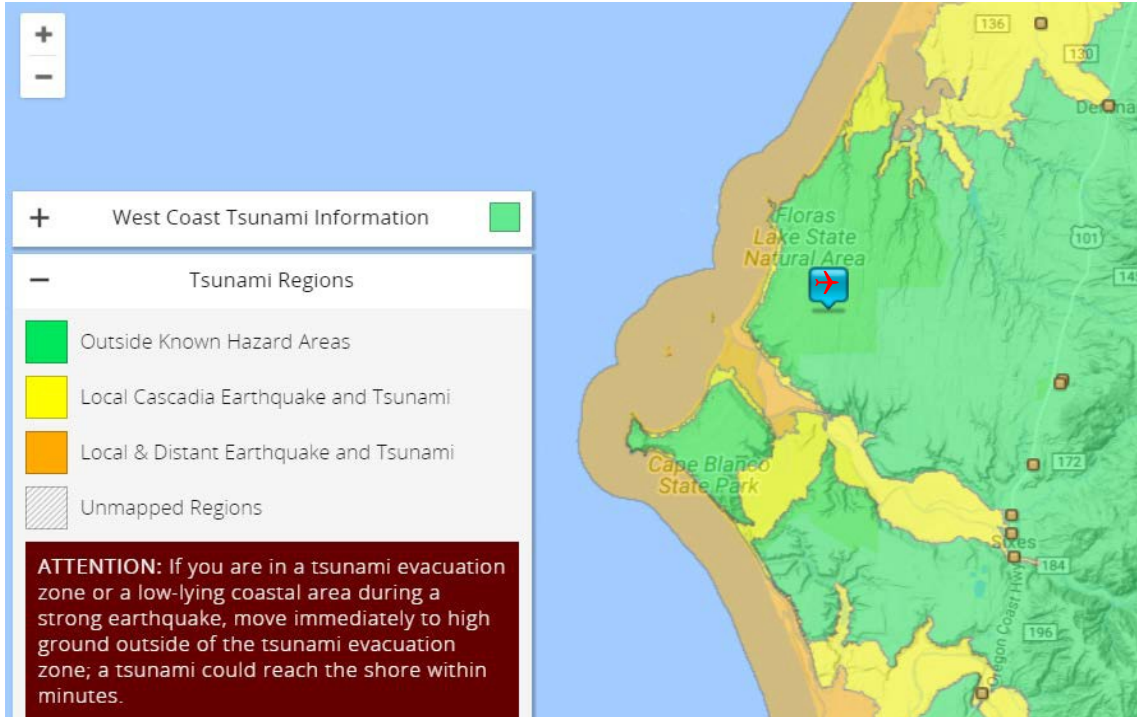 +
−
West Coast Tsunami Information
+
Tsunami Regions
−
Outside Known Hazard Areas
Local Cascadia Earthquake and Tsunami
Local & Distant Earthquake and Tsunami
Unmapped Regions
ATTENTION: If you are in a tsunami evacuation
zone or a low-lying coastal area during a
strong earthquake, move immediately to high
ground outside of the tsunami evacuation
zone; a tsunami could reach the shore within
minutes.
136
130
Floras
Lake State
Natural Area
101
Cape Blanco
State Park
172
Sixes
184
196
Oregon Coast Hwy